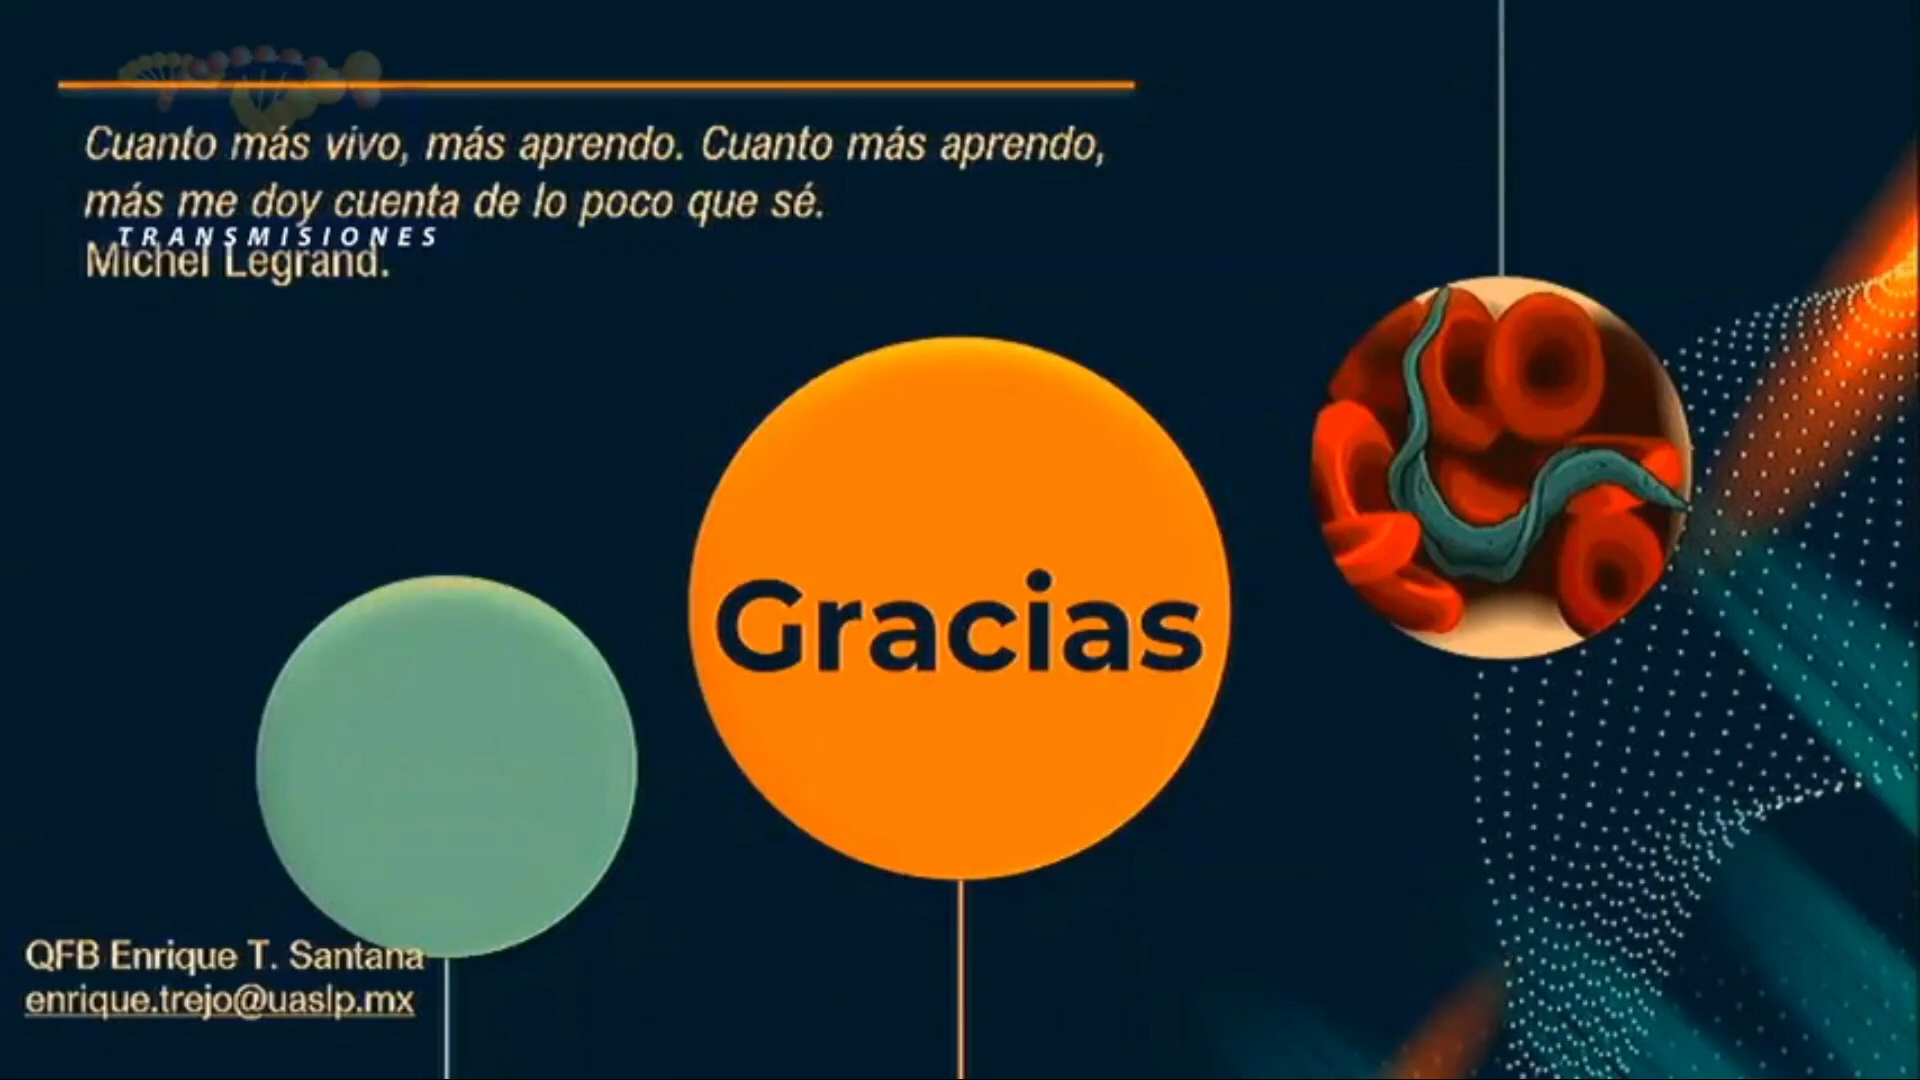 Cuanto más vivo, más aprendo. Cuanto más aprendo,
más me doy cuenta de lo poco que sé.
TRANSMISIONES
Michel Legrand.
Gracias
QFB Enrique T. Santana
enrique.trejo@uaslp.mx